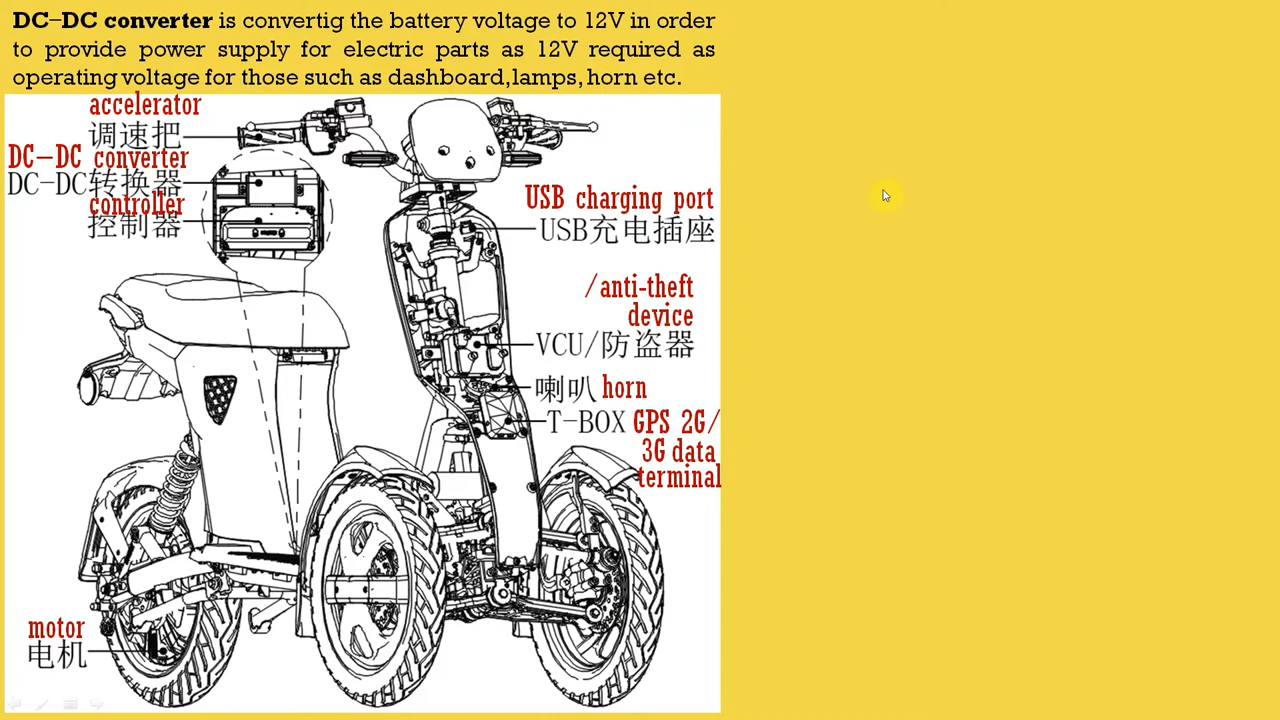 DC-DC converter is convertig the battery voltage to 12V in order
to provide power supply for electric parts as 12V required as
operating voltage for those such as dashboard,lamps, horn etc.
accelerator
调速把
DC-DC converter
DC-DC转换器
controller
控制器
USB charging port
USB充电插座
/anti-theft
device
VCU/防盗器
喇叭 horn
T-BOX GPS 2G/
3G data
terminal
motor
电机